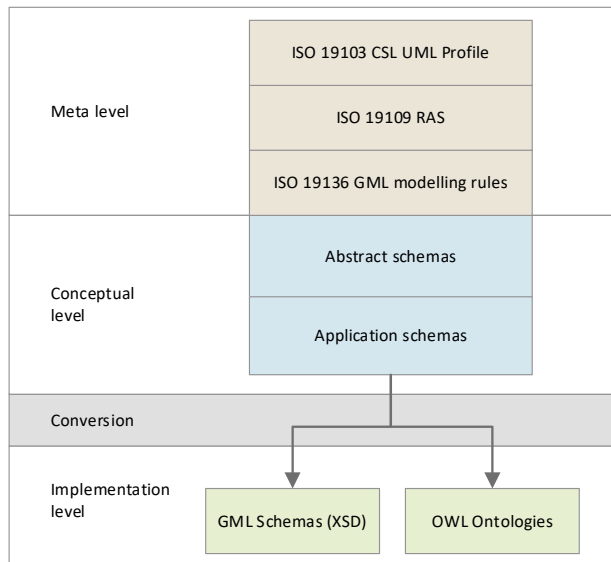 ISO 19103 CSL UML Profile
Meta level
ISO 19109 RAS
ISO 19136 GML modelling rules
Abstract schemas
Conceptual
level
Application schemas
Conversion
Implementation
level
GML Schemas (XSD)
OWL Ontologies